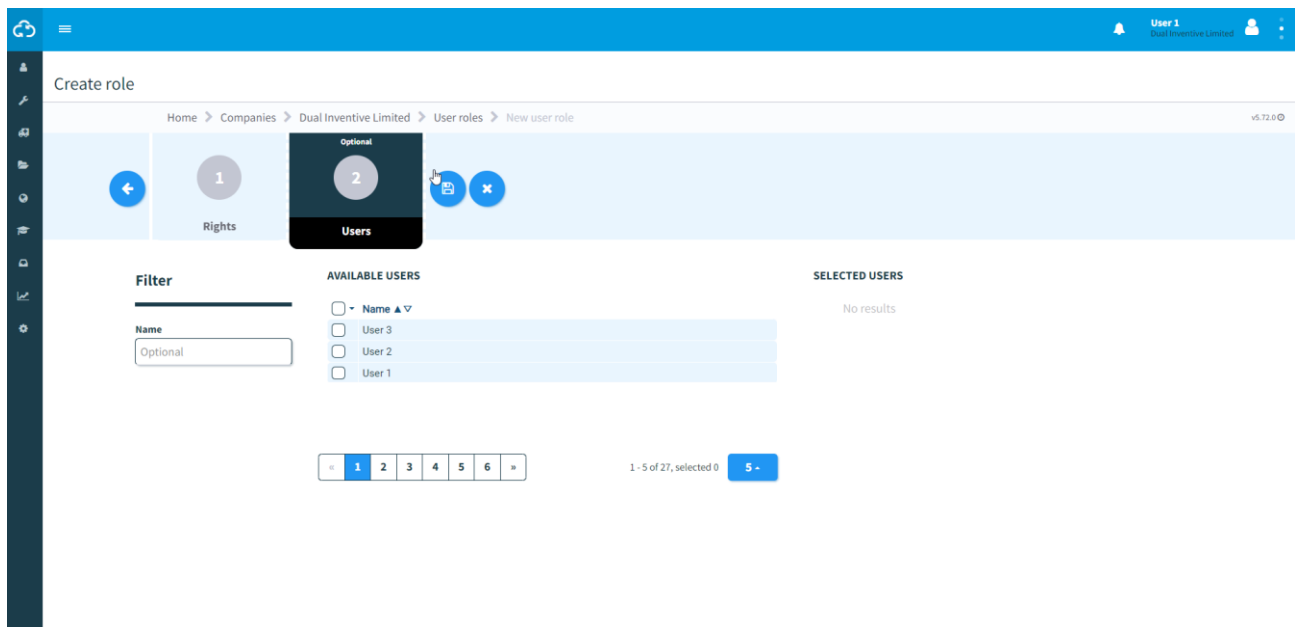 User 1
Dual Inventive Limited
Create role
Home Companies Dual Inventive Limited User roles New user role
v5.72.0
Optional
1
2
Rights
Users
Filter
AVAILABLE USERS
SELECTED USERS
Name
No results
Name
User 3
Optional
User 2
User 1
« 1 2 3 4 5 6 »
1 - 5 of 27, selected 0
5